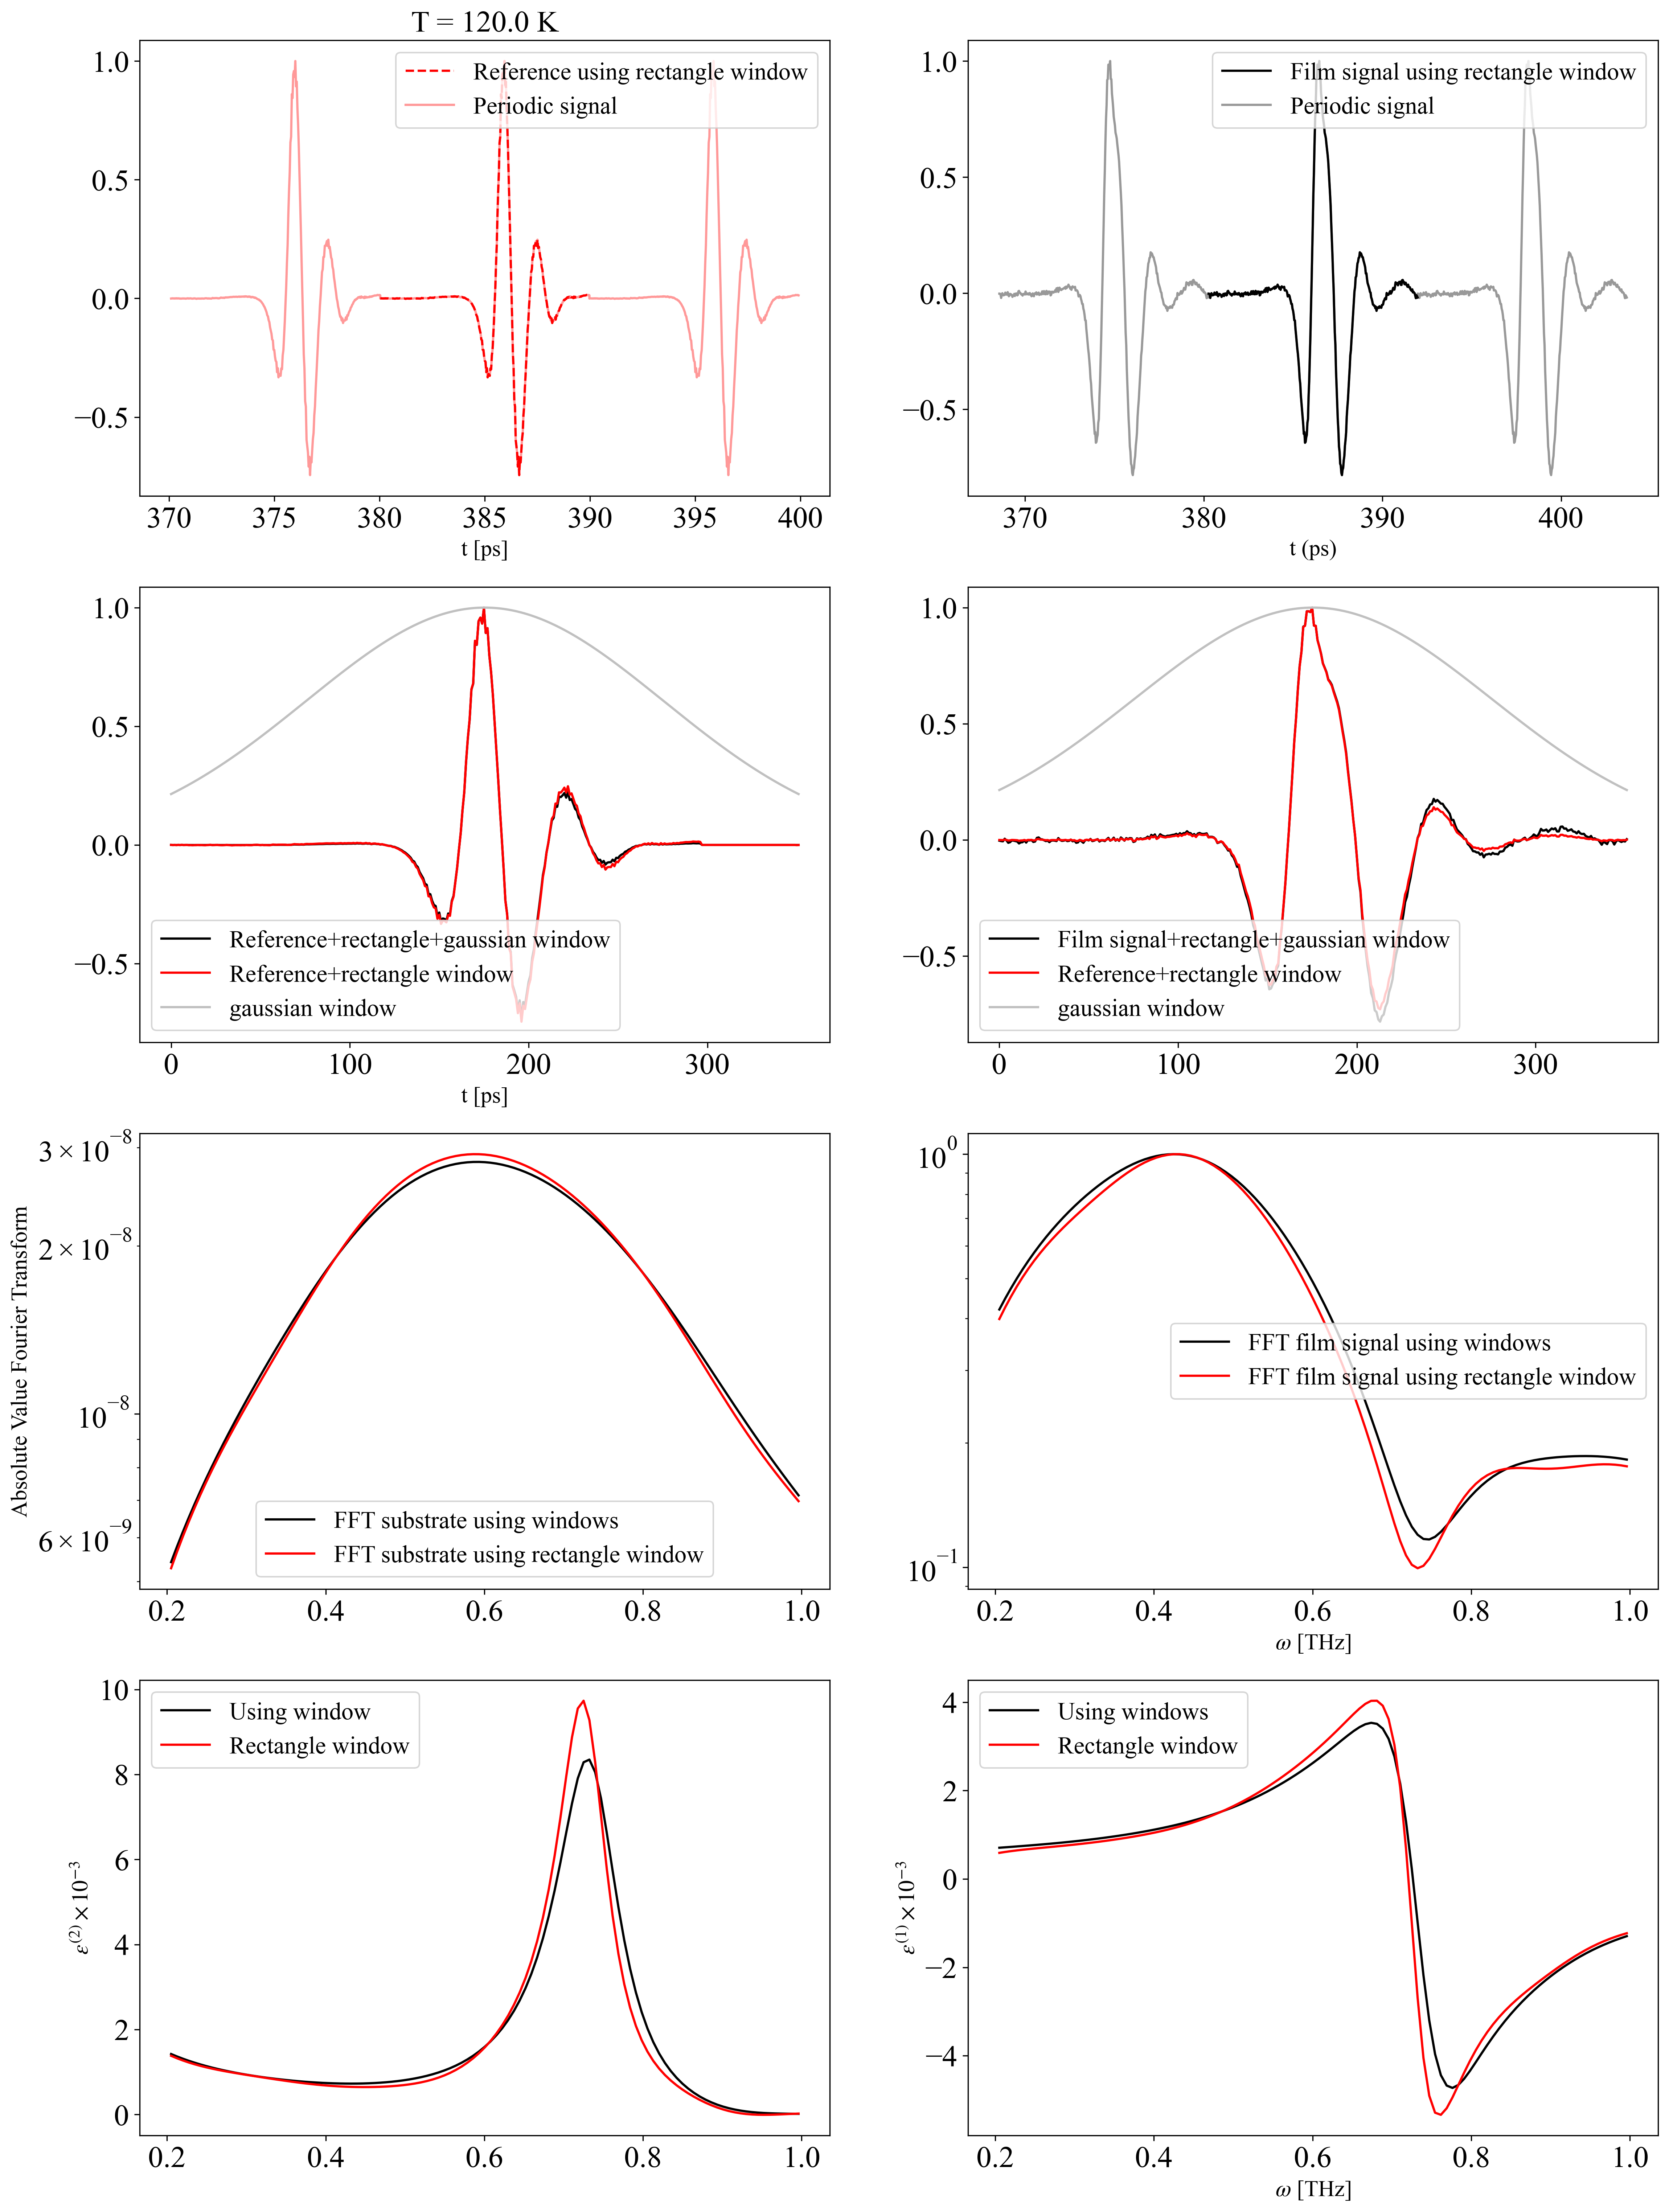 T = 120.0 K
Reference using rectangle window
Periodic signal
1.0
0.5
0.0
−0.5
370 375 380 385 390 395 400
t [ps]
Film signal using rectangle window
Periodic signal
1.0
0.5
0.0
−0.5
370 380 390 400
t (ps)
1.0
0.5
0.0
−0.5
Reference+rectangle+gaussian window
Reference+rectangle window
gaussian window
0 100 200 300
t [ps]
1.0
0.5
0.0
−0.5
Film signal+rectangle+gaussian window
Reference+rectangle window
gaussian window
0 100 200 300
Absolute Value Fourier Transform
3 × 10⁻⁸
2 × 10⁻⁸
10⁻⁸
6 × 10⁻⁹
FFT substrate using windows
FFT substrate using rectangle window
0.2 0.4 0.6 0.8 1.0
10⁰
10⁻¹
FFT film signal using windows
FFT film signal using rectangle window
0.2 0.4 0.6 0.8 1.0
ω [THz]
ε⁽²⁾ × 10⁻³
10
8
6
4
2
0
Using window
Rectangle window
0.2 0.4 0.6 0.8 1.0
ε⁽¹⁾ × 10⁻³
4
2
0
−2
−4
Using windows
Rectangle window
0.2 0.4 0.6 0.8 1.0
ω [THz]